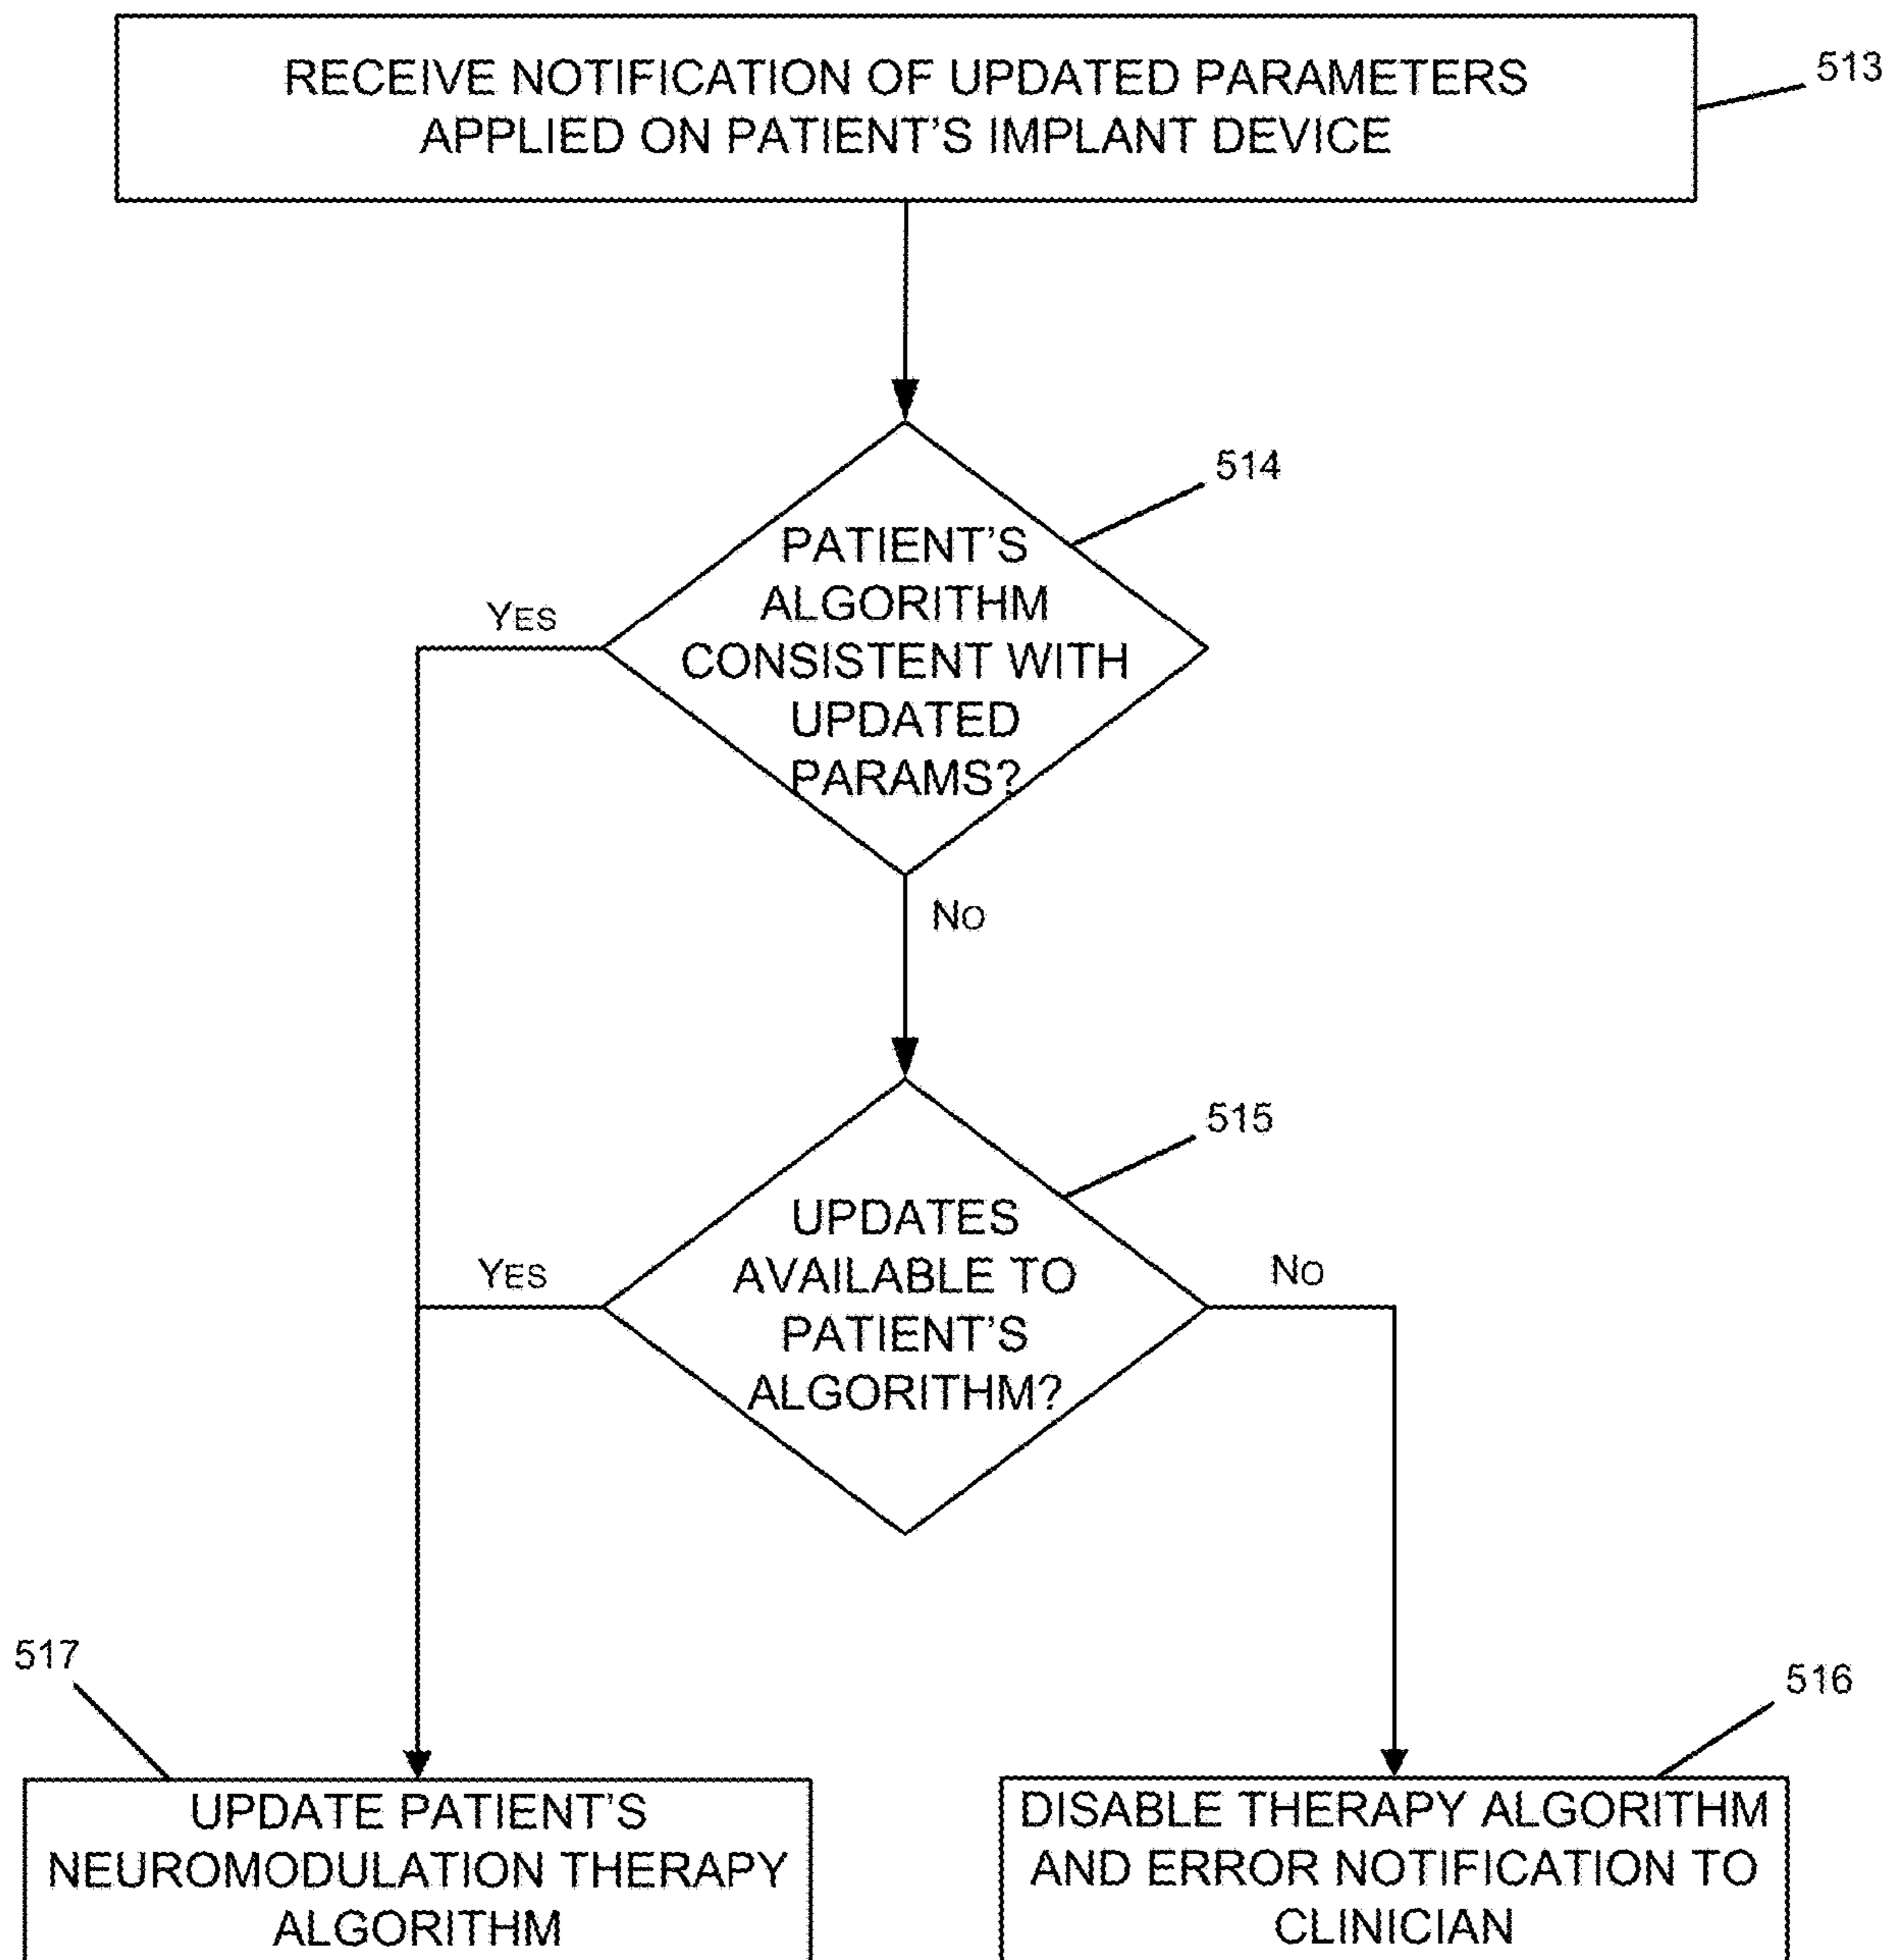 RECEIVE NOTIFICATION OF UPDATED PARAMETERS
APPLIED ON PATIENT'S IMPLANT DEVICE
513
514
PATIENT'S
ALGORITHM
CONSISTENT WITH
UPDATED
PARAMS?
YES
NO
515
UPDATES
AVAILABLE TO
PATIENT'S
ALGORITHM?
YES
NO
517
516
UPDATE PATIENT'S
NEUROMODULATION THERAPY
ALGORITHM
DISABLE THERAPY ALGORITHM
AND ERROR NOTIFICATION TO
CLINICIAN